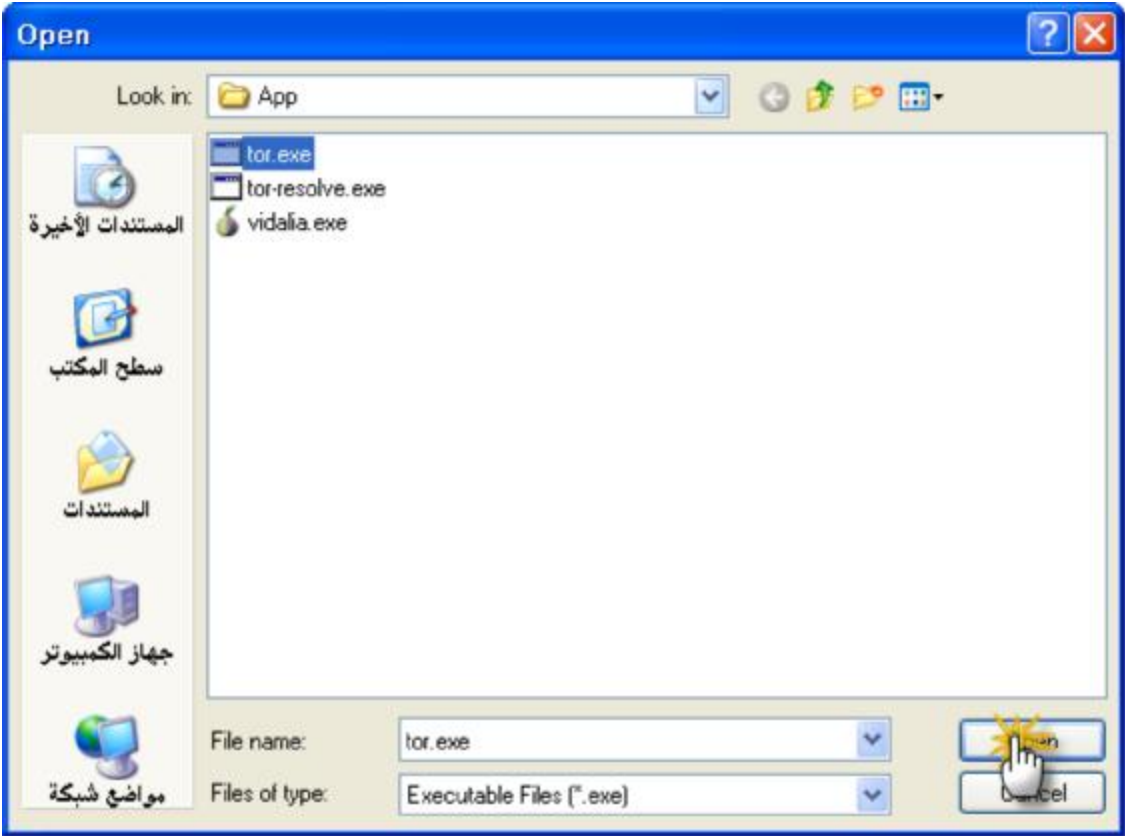 Open
Look in: App
tor.exe
tor-resolve.exe
vidalia.exe
المستندات الأخيرة
سطح المكتب
المستندات
جهاز الكمبيوتر
مواضع شبكة
File name: tor.exe
Files of type: Executable Files (*.exe)
Cancel